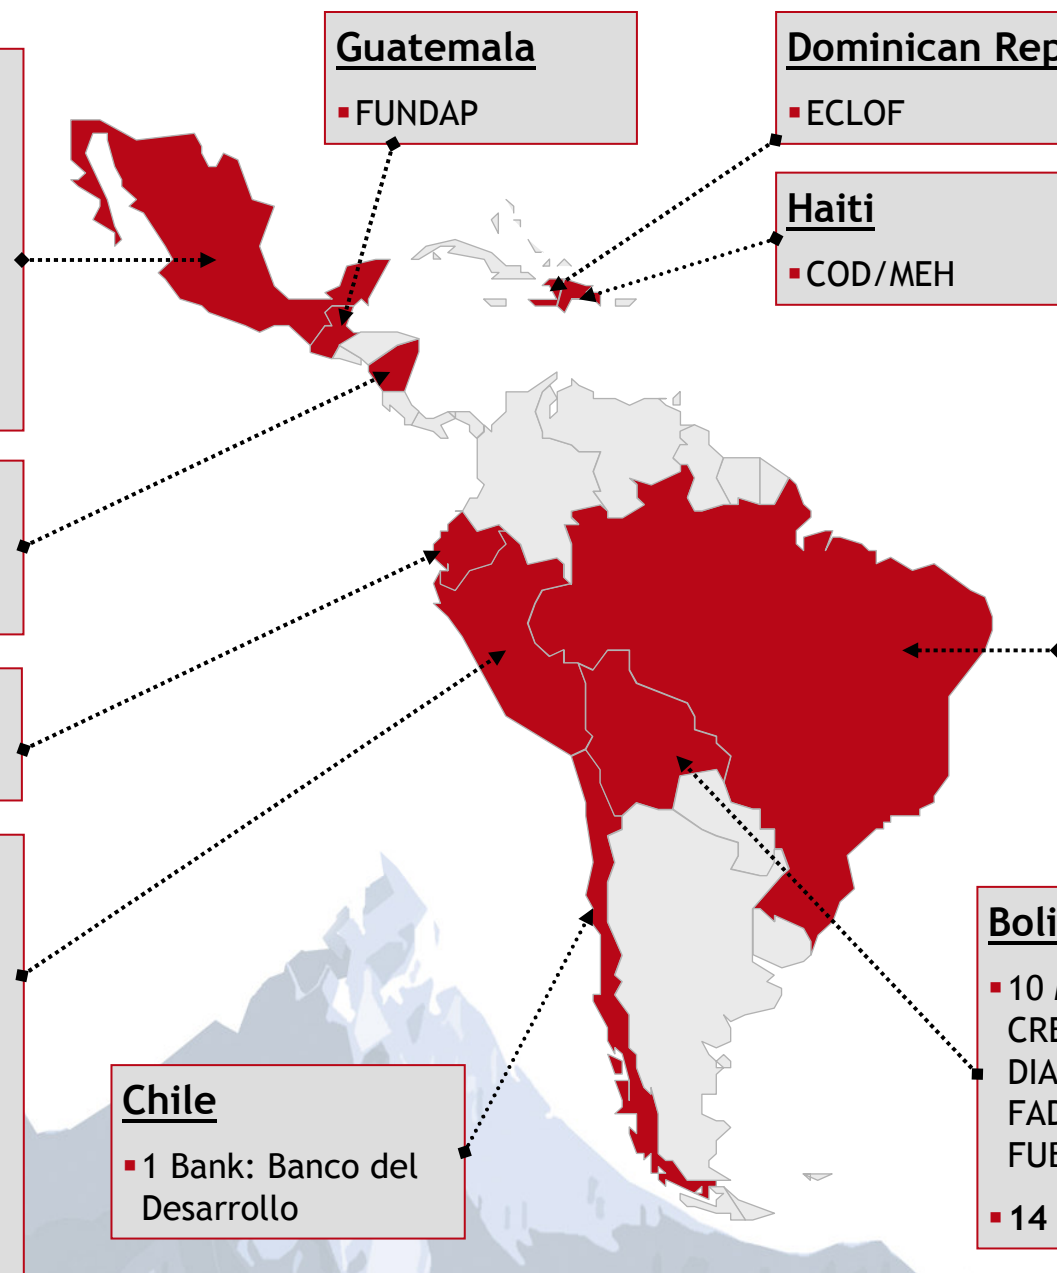 Guatemala
▪FUNDAP
Dominican Rep
▪ECLOF
Haiti
▪COD/MEH
Chile
▪1 Bank: Banco del
Desarrollo
Boli
▪10
CRE
DIA
FAD
▪14